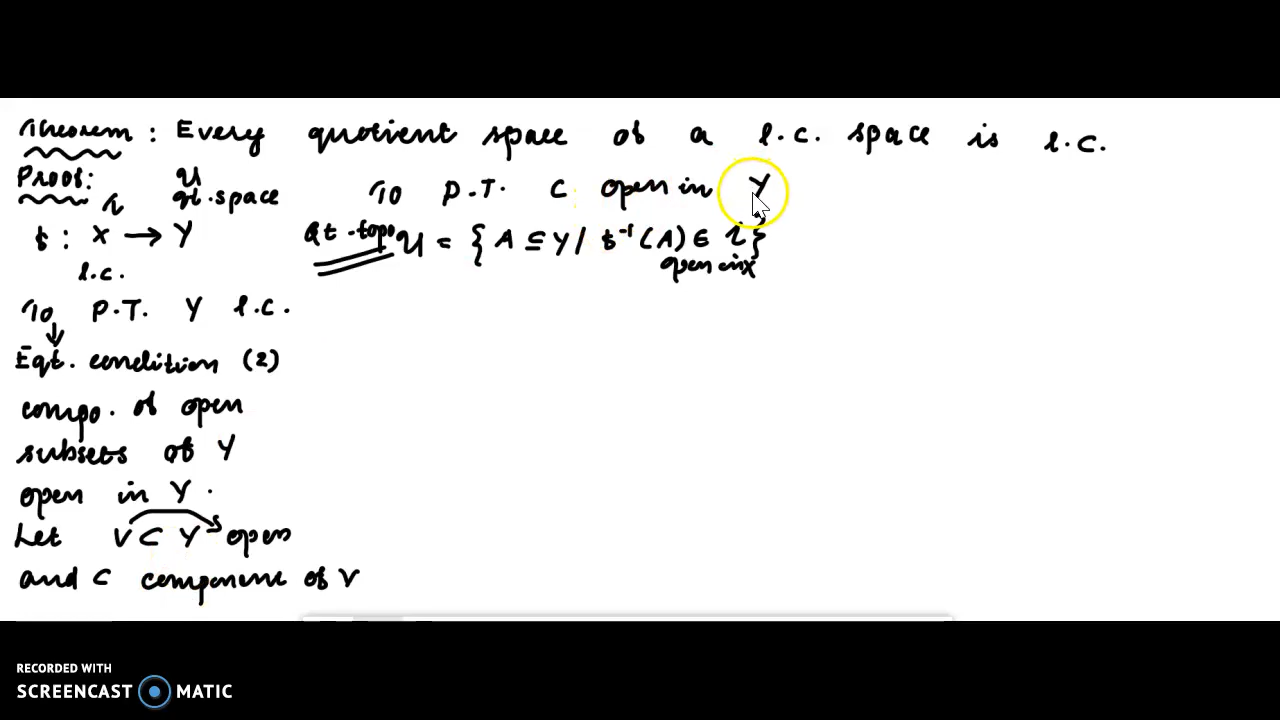 Theorem : Every quotient space of a l.c. space is l.c.
Proof:
U
qt. space
f : X → Y
l.c.
To P.T. Y l.c.
↓
Eqt. condition (2)
compo. of open
subsets of Y
open in Y.
Let V ⊂ Y open
and C component of V
To P.T. C open in Y
Qt - topo U = { A ⊆ Y / f⁻¹(A) ∈ τ }
open in X
RECORDED WITH
SCREENCAST MATIC